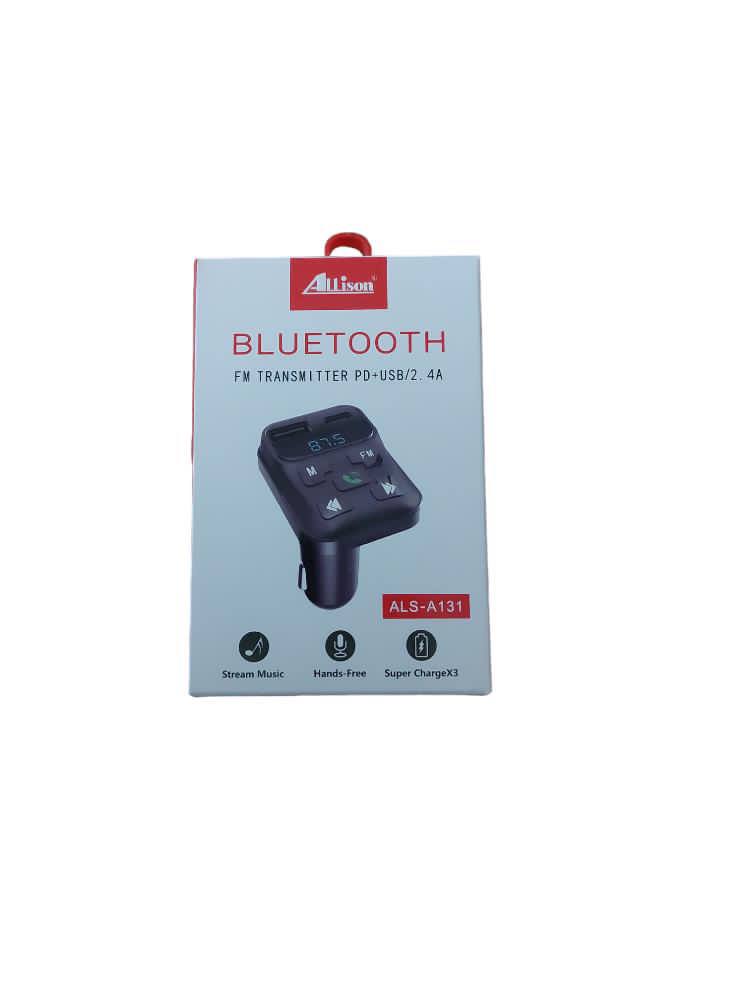 Allison®
BLUETOOTH
FM TRANSMITTER PD+USB/2.4A
87.5
M
FM
ALS-A131
Stream Music
Hands-Free
Super ChargeX3